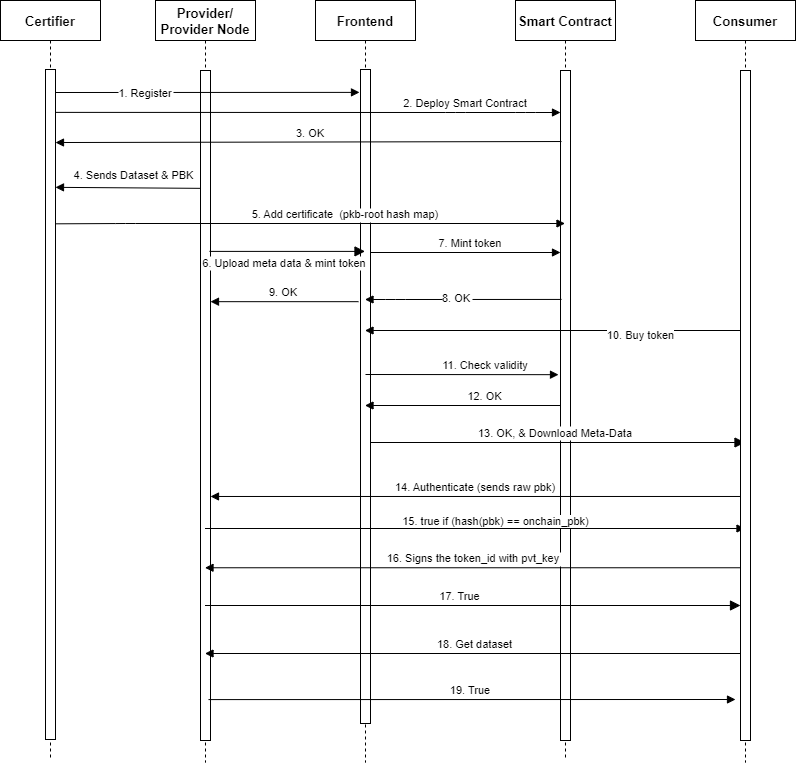 Certifier
Provider/
Provider Node
Frontend
Smart Contract
Consumer
1. Register
2. Deploy Smart Contract
3. OK
4. Sends Dataset & PBK
5. Add certificate (pkb-root hash map)
7. Mint token
6. Upload meta data & mint token
9. OK
8. OK
10. Buy token
11. Check validity
12. OK
13. OK, & Download Meta-Data
14. Authenticate (sends raw pbk)
15. true if (hash(pbk) == onchain_pbk)
16. Signs the token_id with pvt_key
17. True
18. Get dataset
19. True